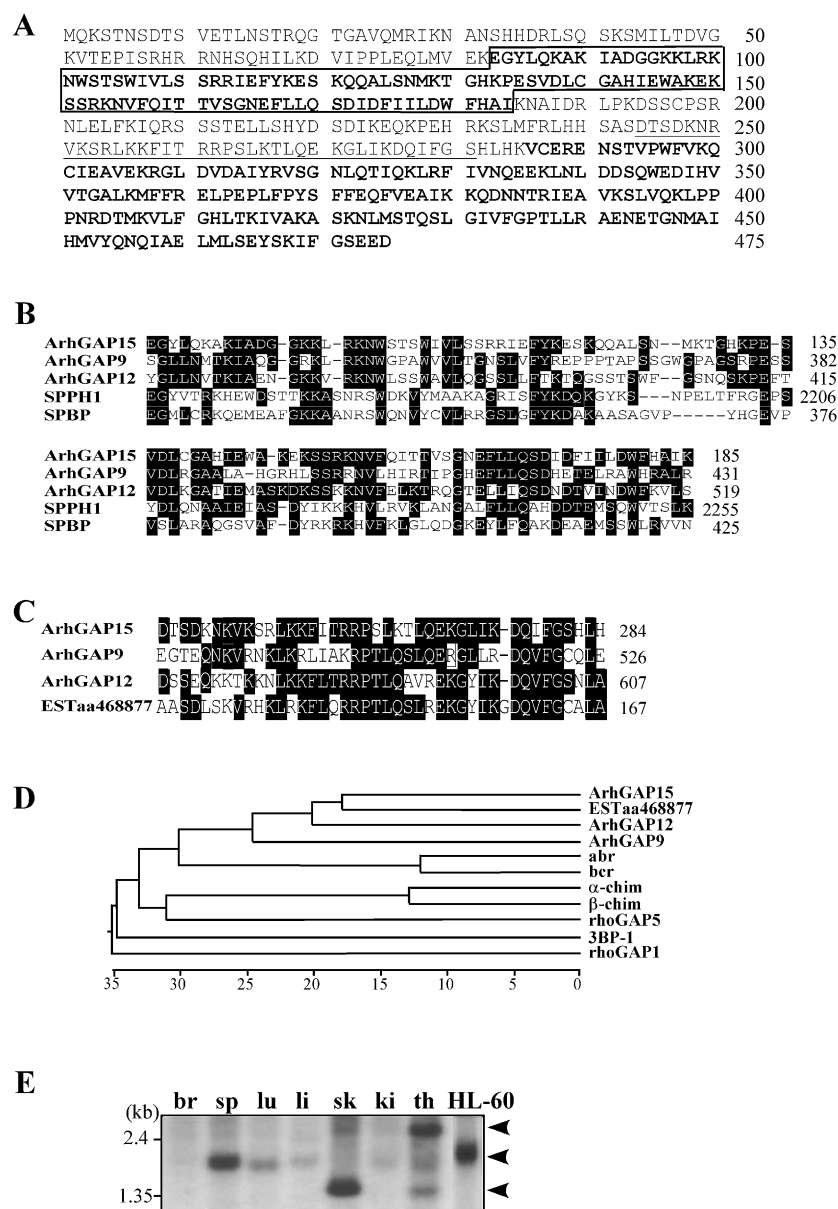 A
MQKSTNSDTS VETLNSTRQG TGAVQMRIKN ANSHHDRLSQ SKSMILTDVG 50
KVTEPISRHR RNHSQHILKD VIPPLEQLMV EKEGYLQKAK IADGGKKLRK 100
NWSTSWIVLS SRRIEFYKES KQQALSNMKT GHKPESVDLC GAHIEWAKEK 150
SSRKNVFQIT TVSGNEFLLQ SDIDFIILDW FHAIKNAIDR LPKDSSCPSR 200
NLELFKIQRS SSTELLSHYD SDIKEQKPEH RKSLMFRLHH SASDTSDKNR 250
VKSRLKKFIT RRPSLKTLQE KGLIKDQIFG SHLHKVCERE NSTVPWFVKQ 300
CIEAVEKRGL DVDAIYRVSG NLQTIQKLRF IVNQEEKLNL DDSQWEDIHV 350
VTGALKMFFR ELPEPLFPYS FFEQFVEAIK KQDNNTRIEA VKSLVQKLPP 400
PNRDTMKVLF GHLTKIVAKA SKNLMSTQSL GIVFGPTLLR AENETGNMAI 450
HMVYQNQIAE LMLSEYSKIF GSEED 475
B
ArhGAP15 EGYLQKAKIADG-GKKL-RKNWSTSWIVLSSRRIEFYKESKQQALSN--MKTGHKPE-S 135
ArhGAP9 SGLLNMTKIAQG-GRKL-RKNWGPAWVVLTGNSLVFYREPPPTAPSSGWGPAGSRPESS 382
ArhGAP12 YGLLNVTKIAEN-GKKV-RKNWLSSWAVLQGSSLLFTKTQGSSTSWF-GSNQSKPEFT 415
SPPH1 EGYVTRKHEWDSTTKKASNRSWDKVYMAAKAGRISFYKDQKGYKS---NPELTFRGEPS 2206
SPBP EGMLCRKQEMEAFGKKAANRSWQNVYCVLRRGSLGFYKDAKAASAGVP-----YHGEVP 376
ArhGAP15 VDLCGAHIEWA-KEKSSRKNVFQITTVSGNEFLLQSDIDFIILDWFHAIK 185
ArhGAP9 VDLRGAALA-HGRHLSSRRNVLHIRTIPGHEFLLQSDHETELRAWHRALR 431
ArhGAP12 VDLKGATIEMASKDKSSKKNVFELKTRQGTELLIQSDNDTVINDWFKVLS 519
SPPH1 YDLQNAAIEIAS-DYIKKKHVLRVKLANGALFLLQAHDDTEMSQWVTSLK 2255
SPBP VSLARAQGSVAF-DYRKRKHVFKLGLQDGKEYLFQAKDEAEMSSWLRVVN 425
C
ArhGAP15 DTSDKNKVKSRLKKFITRRPSLKTLQEKGLIK-DQIFGSHLH 284
ArhGAP9 EGTEQNKVRNKLKRLIAKRPTLQSLQERGLLR-DQVFGCQLE 526
ArhGAP12 DSSEQKKTKKNLKKFLTRRPTLQAVREKGYIK-DQVFGSNLA 607
ESTaa468877 AASDLSKVRHKLRKFLQRRPTLQSLREKGYIKGDQVFGCALA 167
D
ArhGAP15
ESTaa468877
ArhGAP12
ArhGAP9
abr
bcr
α-chim
β-chim
rhoGAP5
3BP-1
rhoGAP1
35 30 25 20 15 10 5 0
E
br sp lu li sk ki th HL-60
(kb)
2.4
1.35